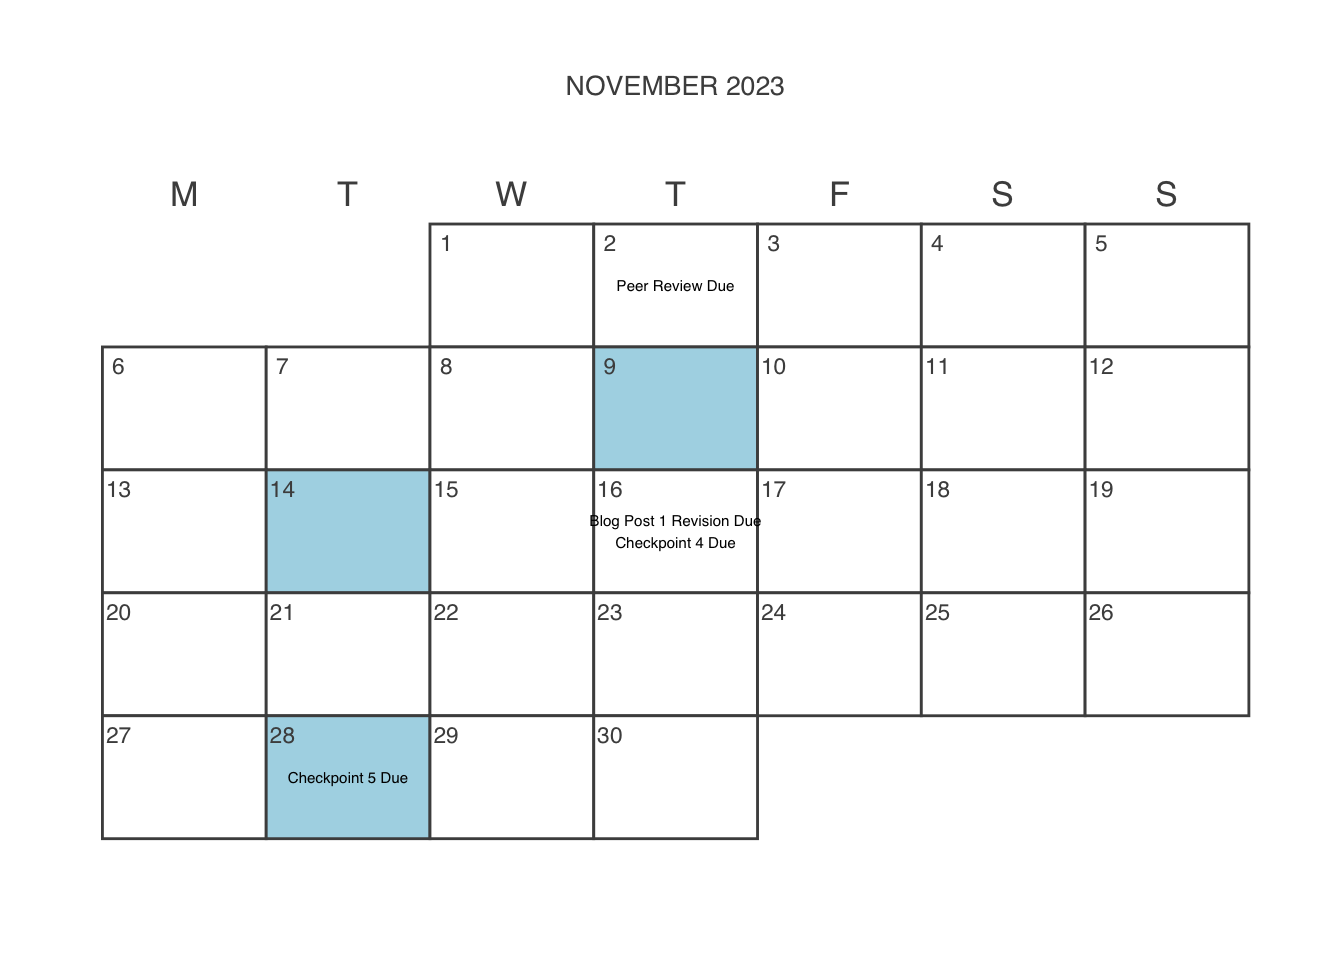 NOVEMBER 2023
M T W T F S S
1 2 3 4 5
Peer Review Due
6 7 8 9 10 11 12
13 14 15 16 17 18 19
Blog Post 1 Revision Due
Checkpoint 4 Due
20 21 22 23 24 25 26
27 28 29 30
Checkpoint 5 Due